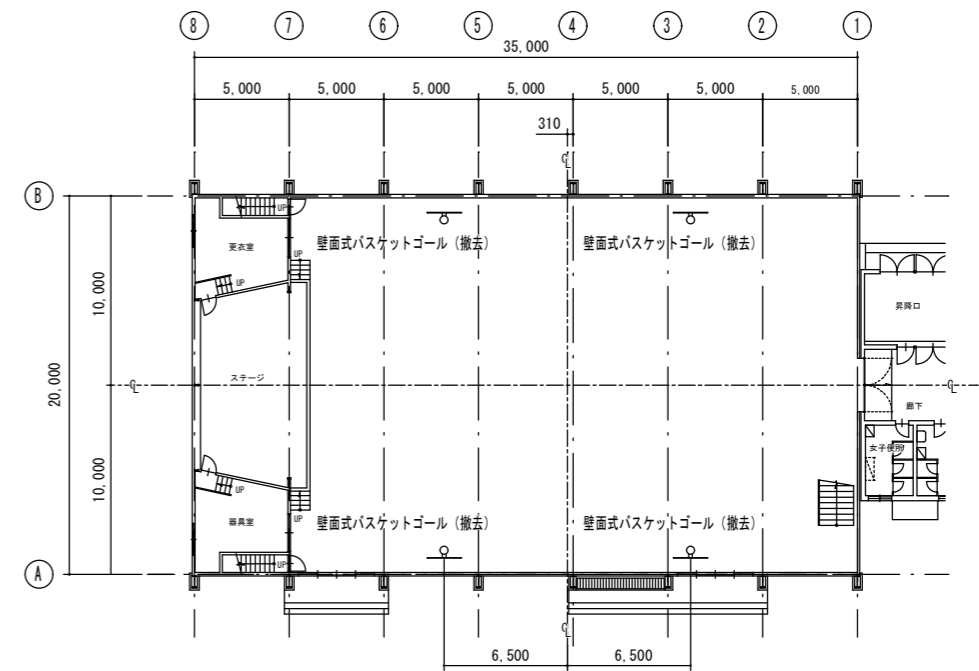 8 7 6 5 4 3 2 1
35,000
5,000 5,000 5,000 5,000 5,000 5,000 5,000
310
℄
B
UP
壁面式バスケットゴール（撤去） 壁面式バスケットゴール（撤去）
更衣室
UP
UP
10,000
昇降口
20,000
ステージ
℄ ℄
廊下
女子便所
10,000
UP
器具室
UP
壁面式バスケットゴール（撤去） 壁面式バスケットゴール（撤去）
UP
A
℄
6,500 6,500